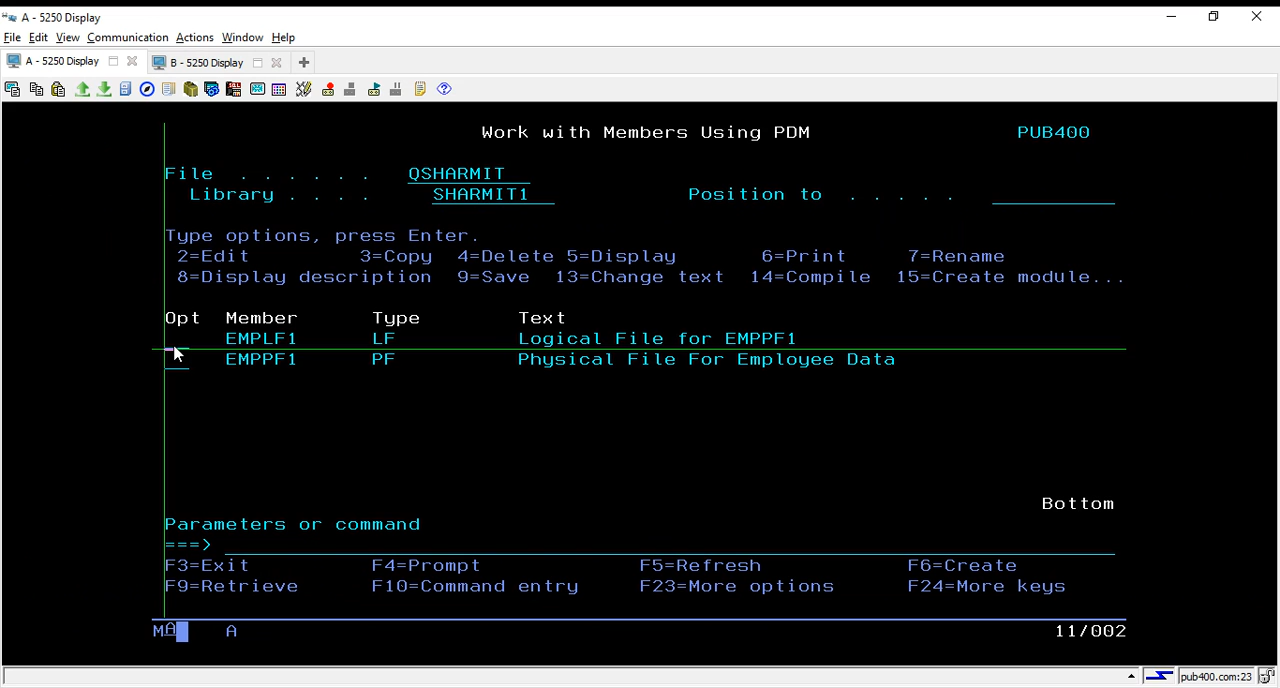 A - 5250 Display
File Edit View Communication Actions Window Help
A - 5250 Display B - 5250 Display
Work with Members Using PDM PUB400
File . . . . . . QSHARMIT
Library . . . . SHARMIT1 Position to . . . . .
Type options, press Enter.
2=Edit 3=Copy 4=Delete 5=Display 6=Print 7=Rename
8=Display description 9=Save 13=Change text 14=Compile 15=Create module...
Opt Member Type Text
EMPLF1 LF Logical File for EMPPF1
EMPPF1 PF Physical File For Employee Data
Bottom
Parameters or command
===>
F3=Exit F4=Prompt F5=Refresh F6=Create
F9=Retrieve F10=Command entry F23=More options F24=More keys
MA A 11/002
pub400.com:23